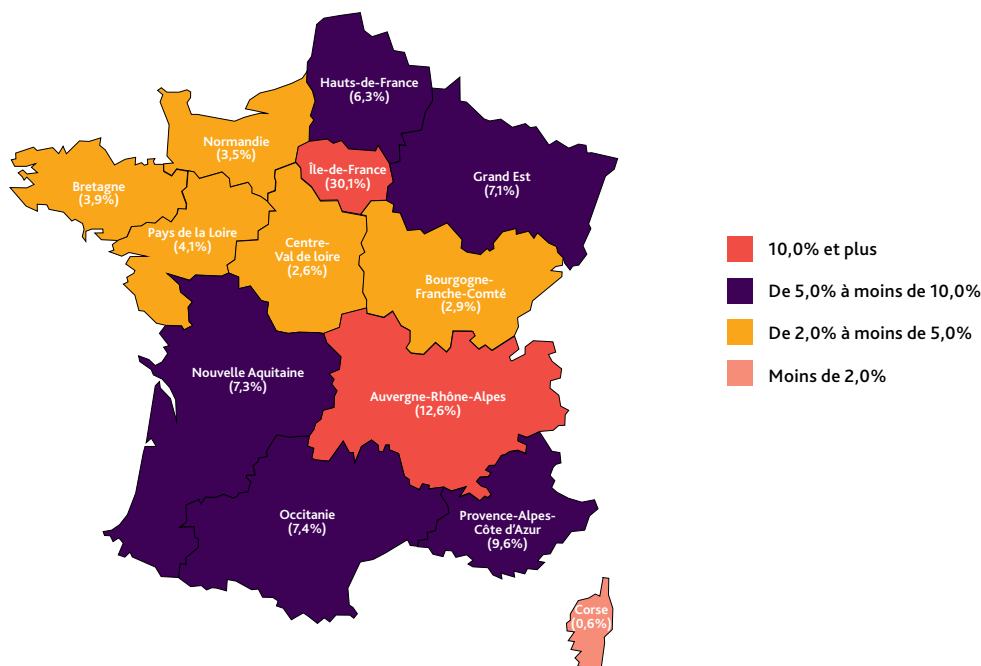 Hauts-de-France
(6,3%)
Normandie
(3,5%)
Île-de-France
(30,1%)
Grand Est
(7,1%)
Bretagne
(3,9%)
Pays de la Loire
(4,1%)
Centre-
Val de loire
(2,6%)
Bourgogne-
Franche-Comté
(2,9%)
Nouvelle Aquitaine
(7,3%)
Auvergne-Rhône-Alpes
(12,6%)
Occitanie
(7,4%)
Provence-Alpes-
Côte d'Azur
(9,6%)
Corse
(0,6%)
10,0% et plus
De 5,0% à moins de 10,0%
De 2,0% à moins de 5,0%
Moins de 2,0%